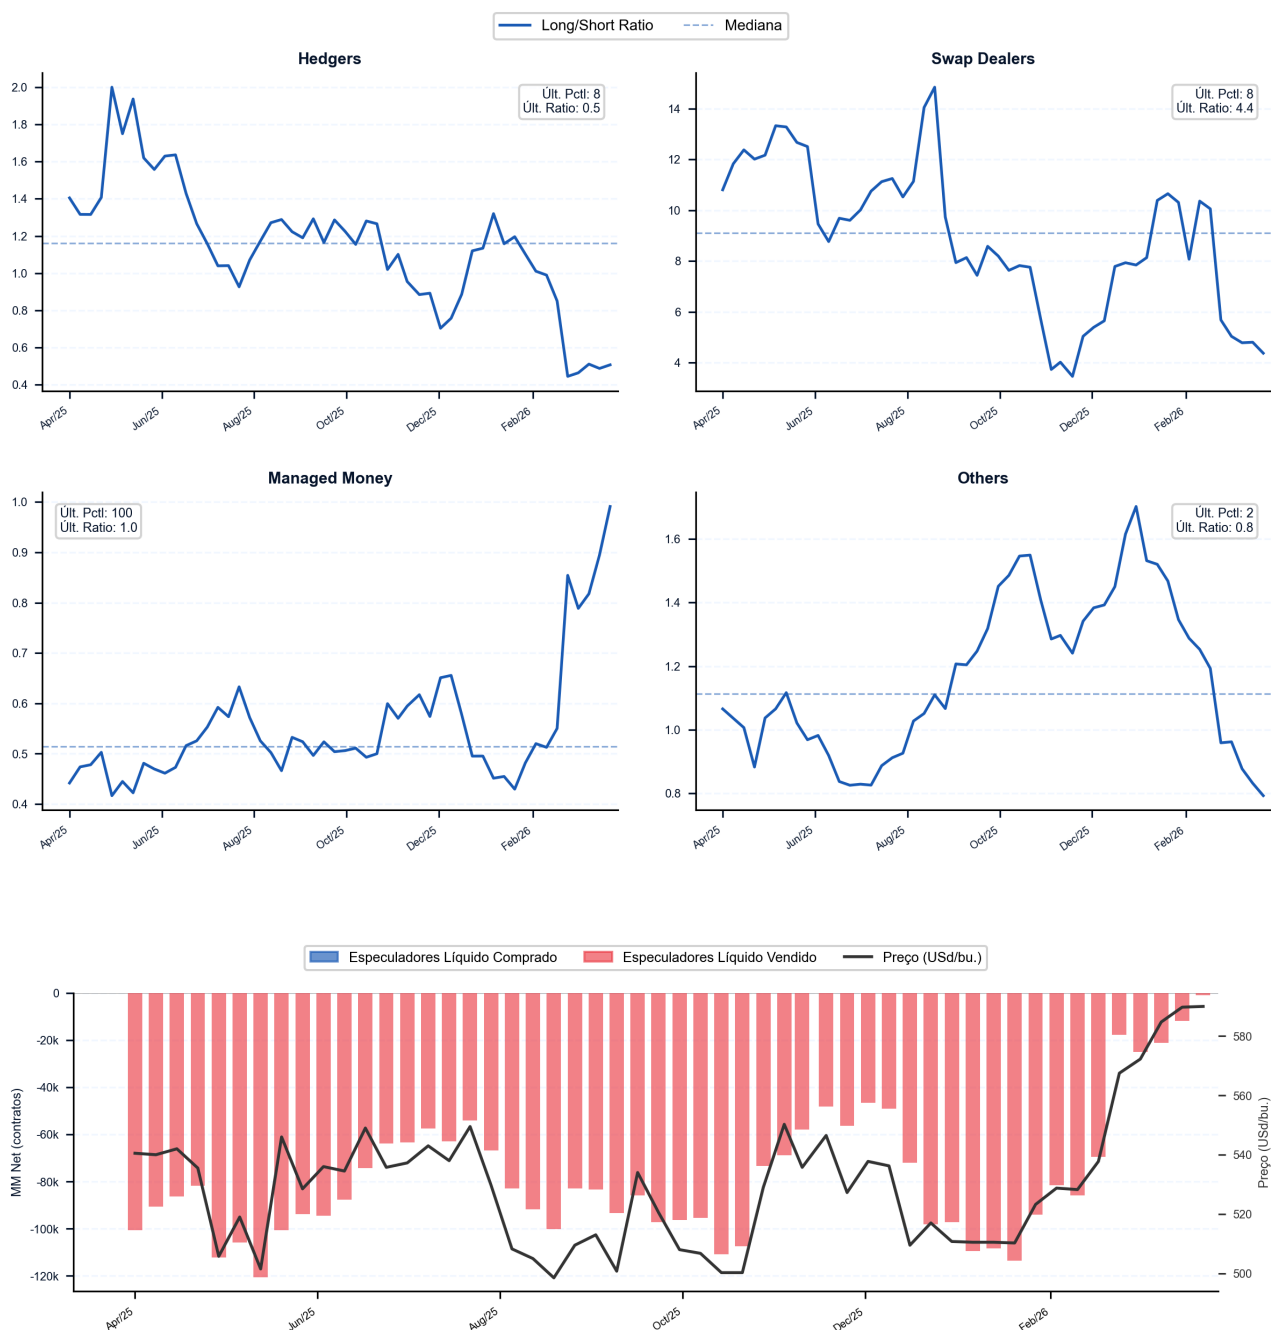 Long/Short Ratio
Mediana
Hedgers
Últ. Pctl: 8
Últ. Ratio: 0.5
2.0
1.8
1.6
1.4
1.2
1.0
0.8
0.6
0.4
Apr/25
Jun/25
Aug/25
Oct/25
Dec/25
Feb/26
Swap Dealers
Últ. Pctl: 8
Últ. Ratio: 4.4
14
12
10
8
6
4
Apr/25
Jun/25
Aug/25
Oct/25
Dec/25
Feb/26
Managed Money
Últ. Pctl: 100
Últ. Ratio: 1.0
1.0
0.9
0.8
0.7
0.6
0.5
0.4
Apr/25
Jun/25
Aug/25
Oct/25
Dec/25
Feb/26
Others
Últ. Pctl: 2
Últ. Ratio: 0.8
1.6
1.4
1.2
1.0
0.8
Apr/25
Jun/25
Aug/25
Oct/25
Dec/25
Feb/26
Especuladores Líquido Comprado
Especuladores Líquido Vendido
Preço (USd/bu.)
MM Net (contratos)
0
-20k
-40k
-60k
-80k
-100k
-120k
580
560
540
520
500
Preço (USd/bu.)
Apr/25
Jun/25
Aug/25
Oct/25
Dec/25
Feb/26